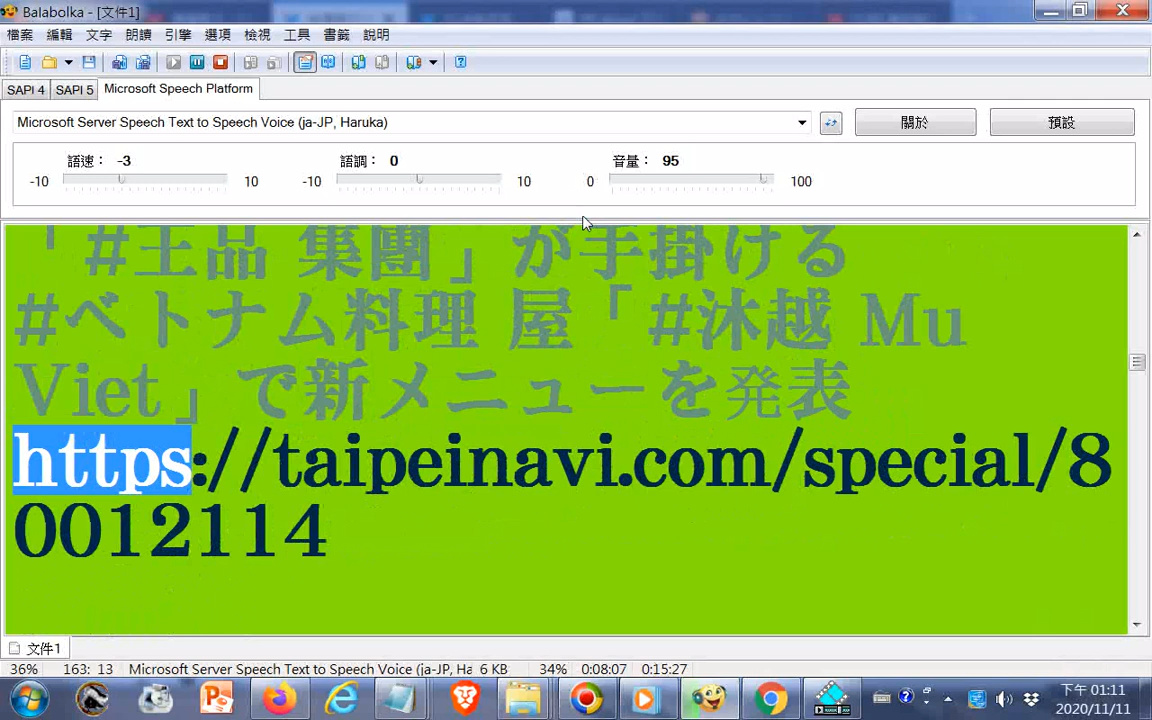 Balabolka - [文件1]
檔案 編輯 文字 朗讀 引擎 選項 檢視 工具 書籤 說明
SAPI 4 SAPI 5 Microsoft Speech Platform
Microsoft Server Speech Text to Speech Voice (ja-JP, Haruka) 關於 預設
語速: -3 語調: 0 音量: 95
-10 10 -10 10 0 100
「#王品 集團」が手掛ける
#ベトナム料理 屋「#沐越 Mu
Viet」で新メニューを発表
https://taipeinavi.com/special/8
0012114
文件1
36% 163: 13 Microsoft Server Speech Text to Speech Voice (ja-JP, Ha 6 KB 34% 0:08:07 0:15:27
下午 01:11
2020/11/11